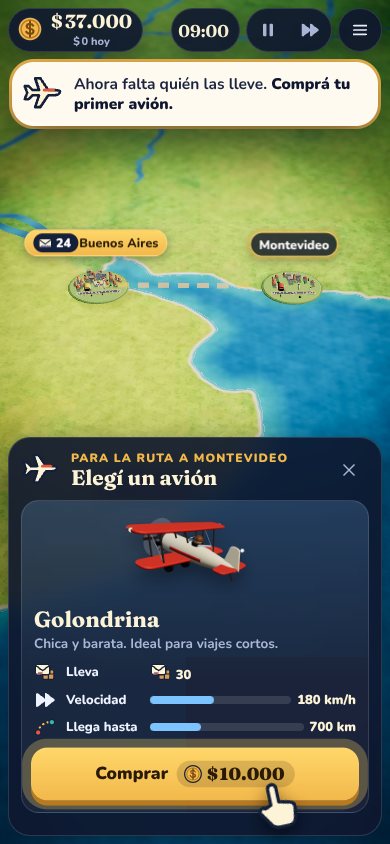 $37.000
$0 hoy
09:00
Ahora falta quién las lleve. Comprá tu
primer avión.
24 Buenos Aires
Montevideo
PARA LA RUTA A MONTEVIDEO
Elegí un avión
Golondrina
Chica y barata. Ideal para viajes cortos.
Lleva 30
Velocidad 180 km/h
Llega hasta 700 km
Comprar $ $10.000